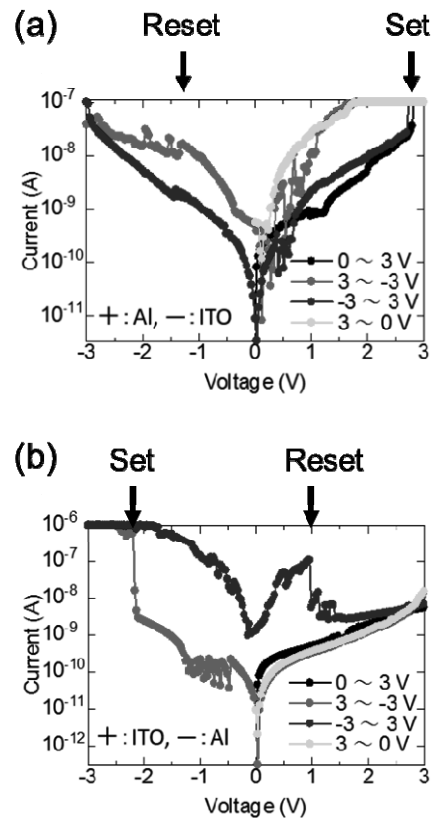 (a)
Reset Set
10⁻⁷
10⁻⁸
10⁻⁹
10⁻¹⁰
10⁻¹¹
Current (A)
0 ~ 3 V
3 ~ -3 V
-3 ~ 3 V
3 ~ 0 V
+ : Al, − : ITO
-3 -2 -1 0 1 2 3
Voltage (V)
(b)
Set Reset
10⁻⁶
10⁻⁷
10⁻⁸
10⁻⁹
10⁻¹⁰
10⁻¹¹
10⁻¹²
Current (A)
0 ~ 3 V
3 ~ -3 V
-3 ~ 3 V
3 ~ 0 V
+ : ITO, − : Al
-3 -2 -1 0 1 2 3
Voltage (V)